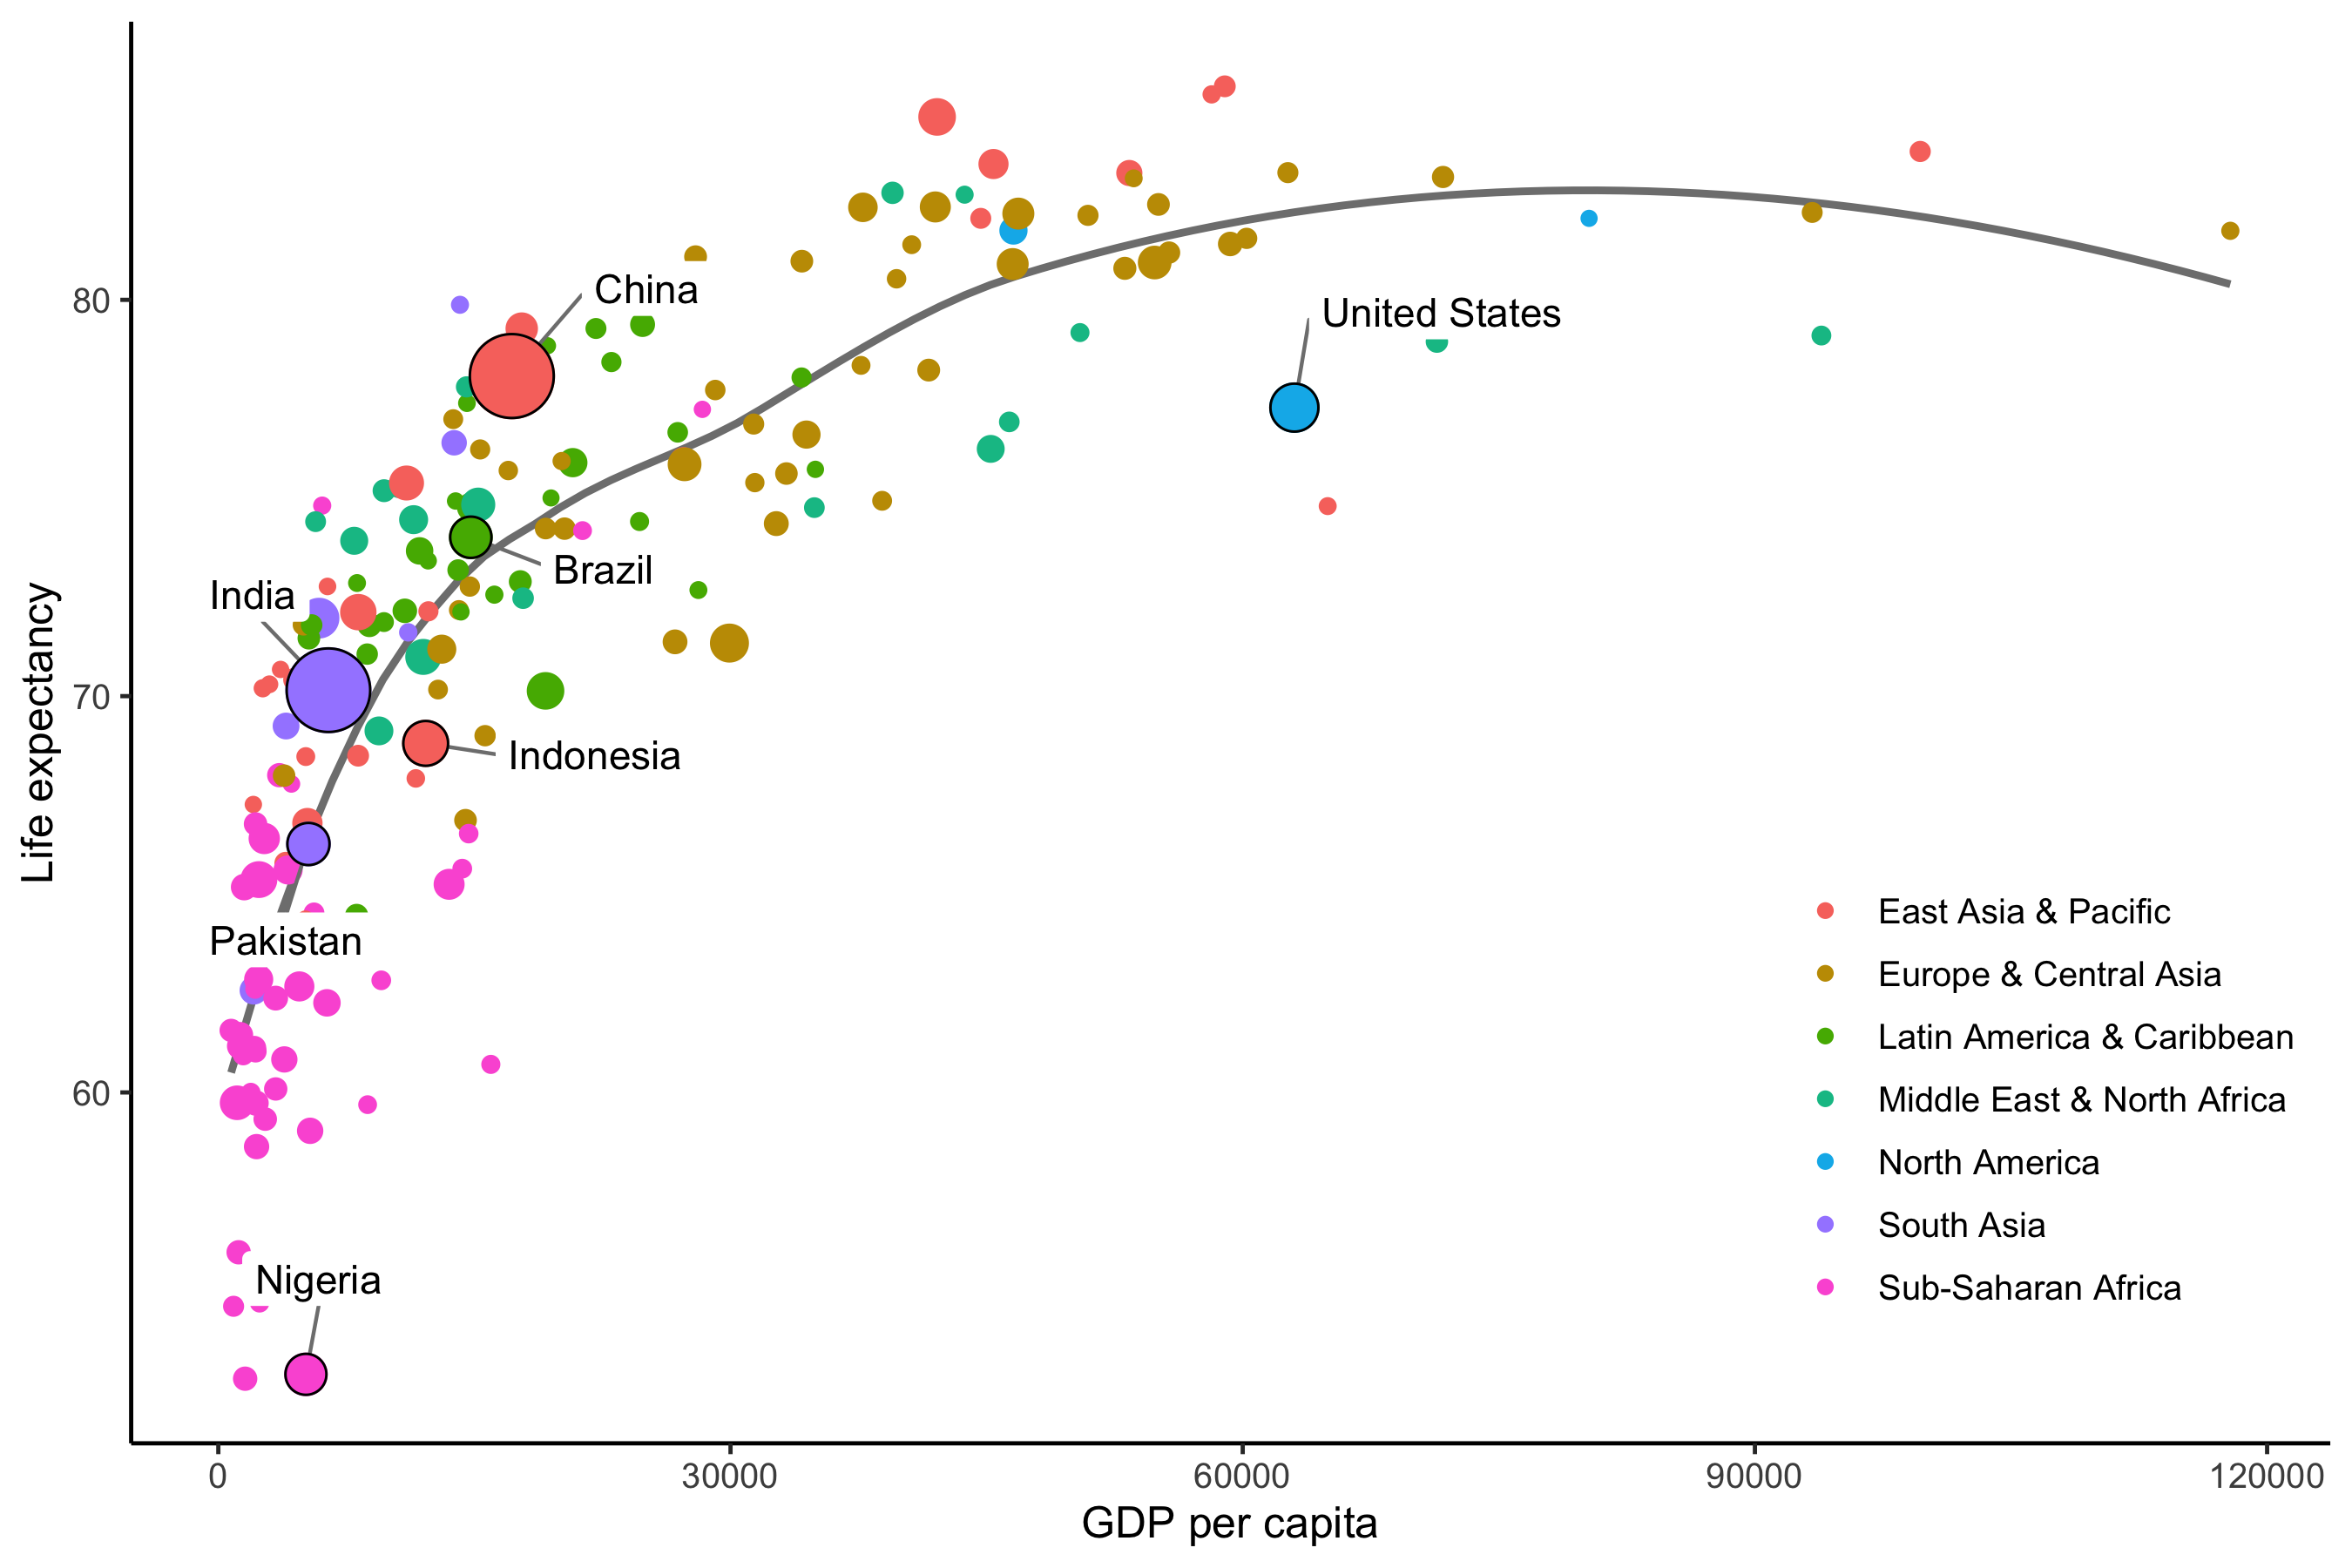 China
United States
Brazil
India
Indonesia
Pakistan
Nigeria
Life expectancy
80
70
60
East Asia & Pacific
Europe & Central Asia
Latin America & Caribbean
Middle East & North Africa
North America
South Asia
Sub-Saharan Africa
0 30000 60000 90000 120000
GDP per capita